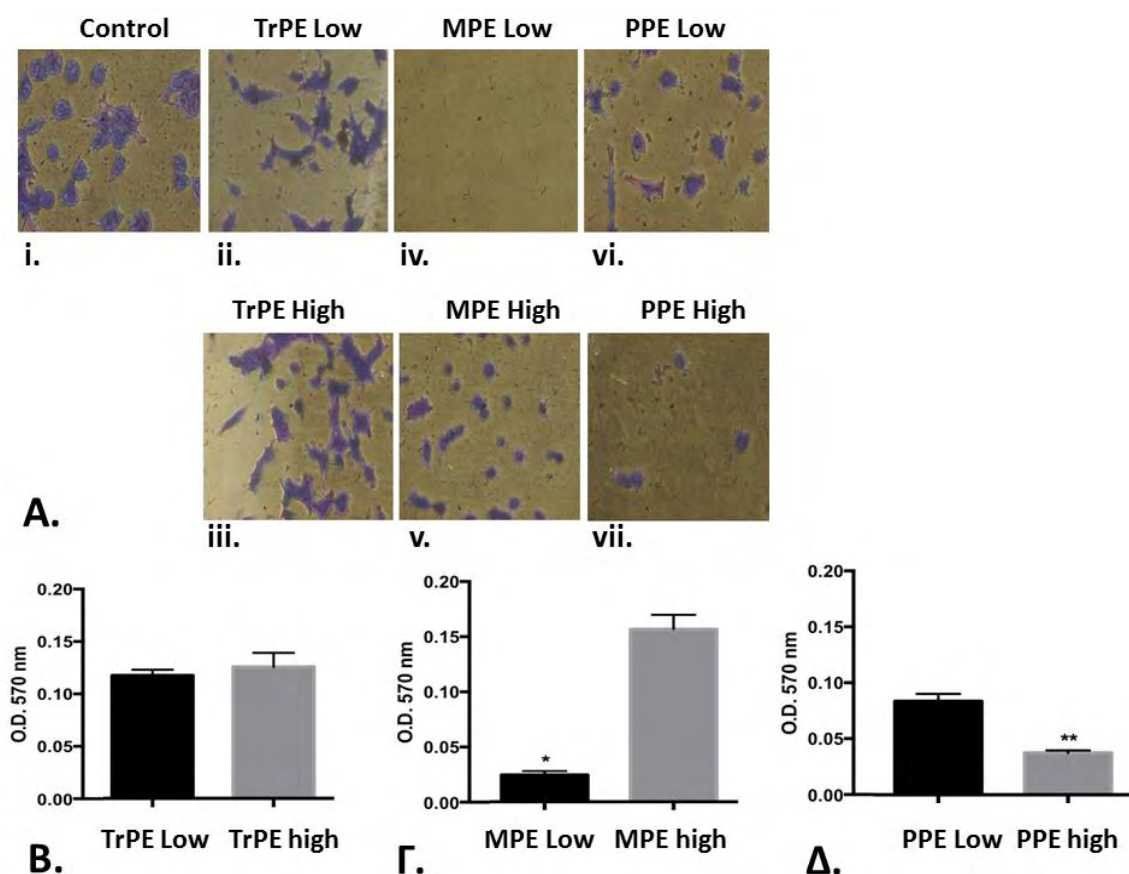 Control TrPE Low MPE Low PPE Low
i. ii. iv. vi.
TrPE High MPE High PPE High
Α.
iii. v. vii.
0.20
0.15
0.10
0.05
0.00
O.D. 570 nm
TrPE Low TrPE high
Β.
0.20
0.15
0.10
0.05
0.00
O.D. 570 nm
*
MPE Low MPE high
Γ.
0.20
0.15
0.10
0.05
0.00
O.D. 570 nm
**
PPE Low PPE high
Δ.